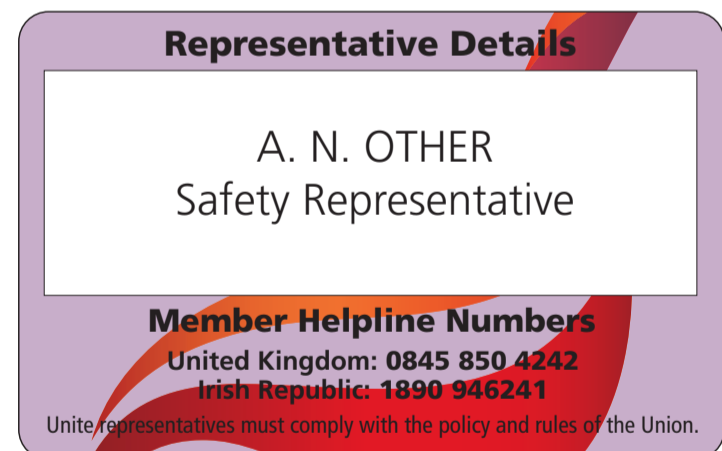 Representative Details
A. N. OTHER
Safety Representative
Member Helpline Numbers
United Kingdom: 0845 850 4242
Irish Republic: 1890 946241
Unite representatives must comply with the policy and rules of the Union.